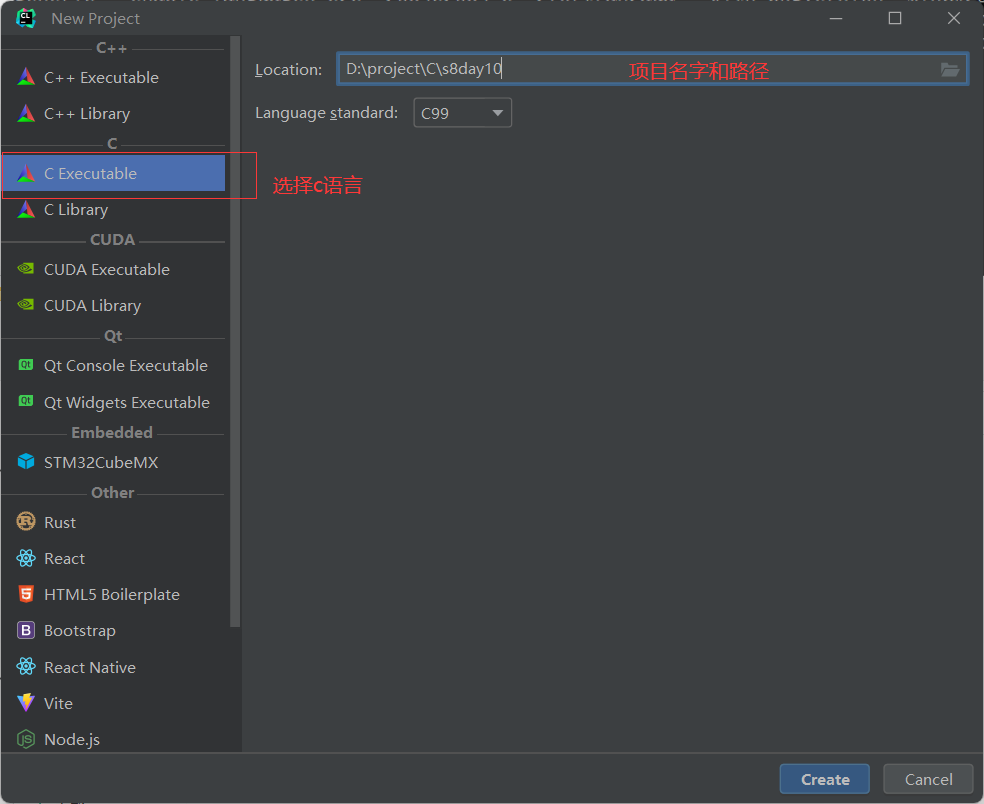 New Project
C++
C++ Executable
C++ Library
C
C Executable
C Library
CUDA
CUDA Executable
CUDA Library
Qt
Qt Console Executable
Qt Widgets Executable
Embedded
STM32CubeMX
Other
Rust
React
HTML5 Boilerplate
Bootstrap
React Native
Vite
Node.js
Location: D:\project\C\s8day10 项目名字和路径
Language standard: C99
选择c语言
Create Cancel